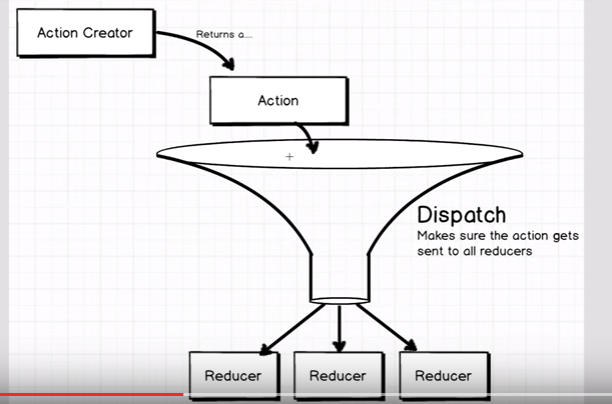 Action Creator
Returns a...
Action
Dispatch
Makes sure the action gets
sent to all reducers
Reducer
Reducer
Reducer